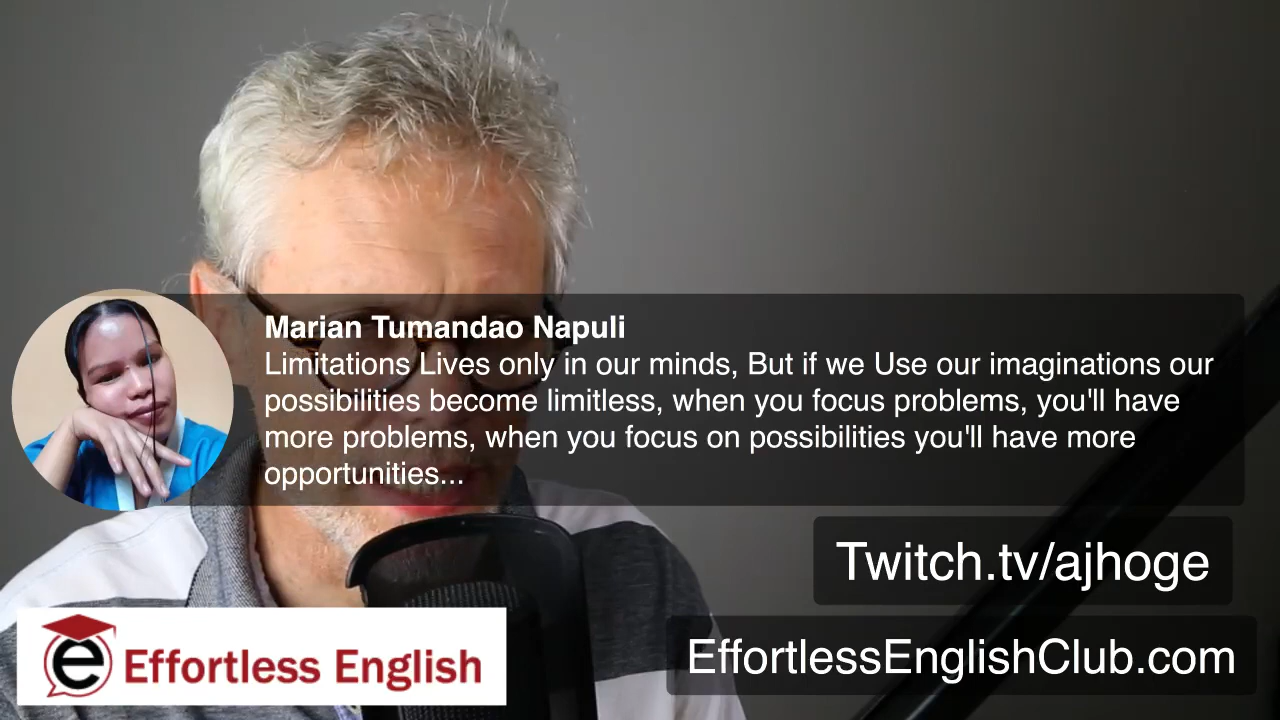 Marian Tumandao Napuli
Limitations Lives only in our minds, But if we Use our imaginations our
possibilities become limitless, when you focus problems, you'll have
more problems, when you focus on possibilities you'll have more
opportunities...
Twitch.tv/ajhoge
e Effortless English
EffortlessEnglishClub.com